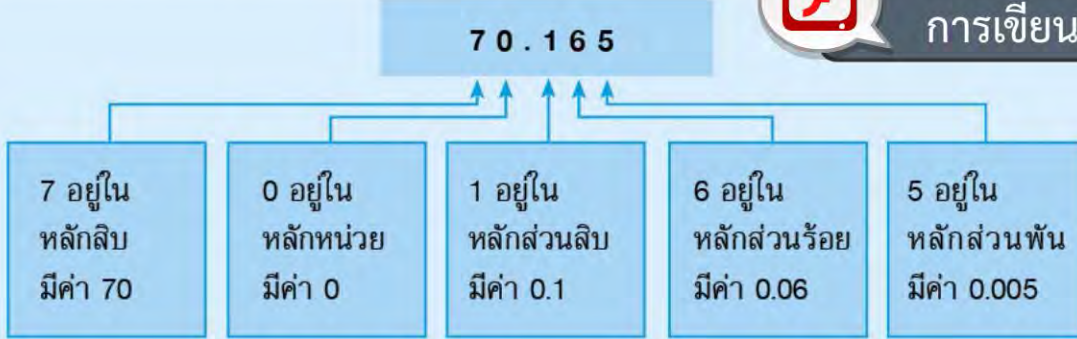 การเขียน
70.165
7 อยู่ใน
หลักสิบ
มีค่า 70
0 อยู่ใน
หลักหน่วย
มีค่า 0
1 อยู่ใน
หลักส่วนสิบ
มีค่า 0.1
6 อยู่ใน
หลักส่วนร้อย
มีค่า 0.06
5 อยู่ใน
หลักส่วนพัน
มีค่า 0.005